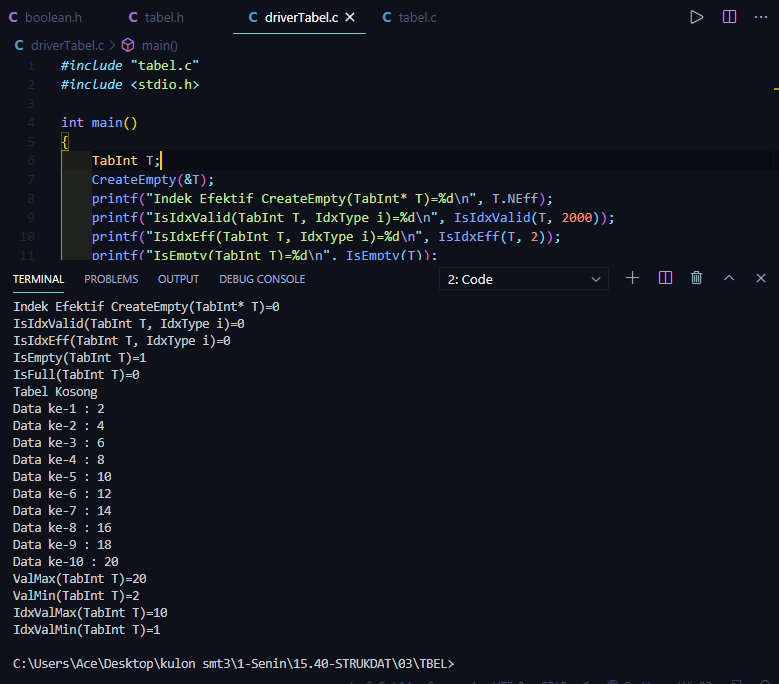 C boolean.h C tabel.h C driverTabel.c C tabel.c
C driverTabel.c > main()
1 #include "tabel.c"
2 #include <stdio.h>
3
4 int main()
5 {
6 TabInt T;
7 CreateEmpty(&T);
8 printf("Indek Efektif CreateEmpty(TabInt* T)=%d\n", T.NEff);
9 printf("IsIdxValid(TabInt T, IdxType i)=%d\n", IsIdxValid(T, 2000));
10 printf("IsIdxEff(TabInt T, IdxType i)=%d\n", IsIdxEff(T, 2));
11 printf("IsEmpty(TabInt T)=%d\n", IsEmpty(T));
TERMINAL PROBLEMS OUTPUT DEBUG CONSOLE 2: Code
Indek Efektif CreateEmpty(TabInt* T)=0
IsIdxValid(TabInt T, IdxType i)=0
IsIdxEff(TabInt T, IdxType i)=0
IsEmpty(TabInt T)=1
IsFull(TabInt T)=0
Tabel Kosong
Data ke-1 : 2
Data ke-2 : 4
Data ke-3 : 6
Data ke-4 : 8
Data ke-5 : 10
Data ke-6 : 12
Data ke-7 : 14
Data ke-8 : 16
Data ke-9 : 18
Data ke-10 : 20
ValMax(TabInt T)=20
ValMin(TabInt T)=2
IdxValMax(TabInt T)=10
IdxValMin(TabInt T)=1
C:\Users\Ace\Desktop\kulon smt3\1-Senin\15.40-STRUKDAT\03\TBEL>